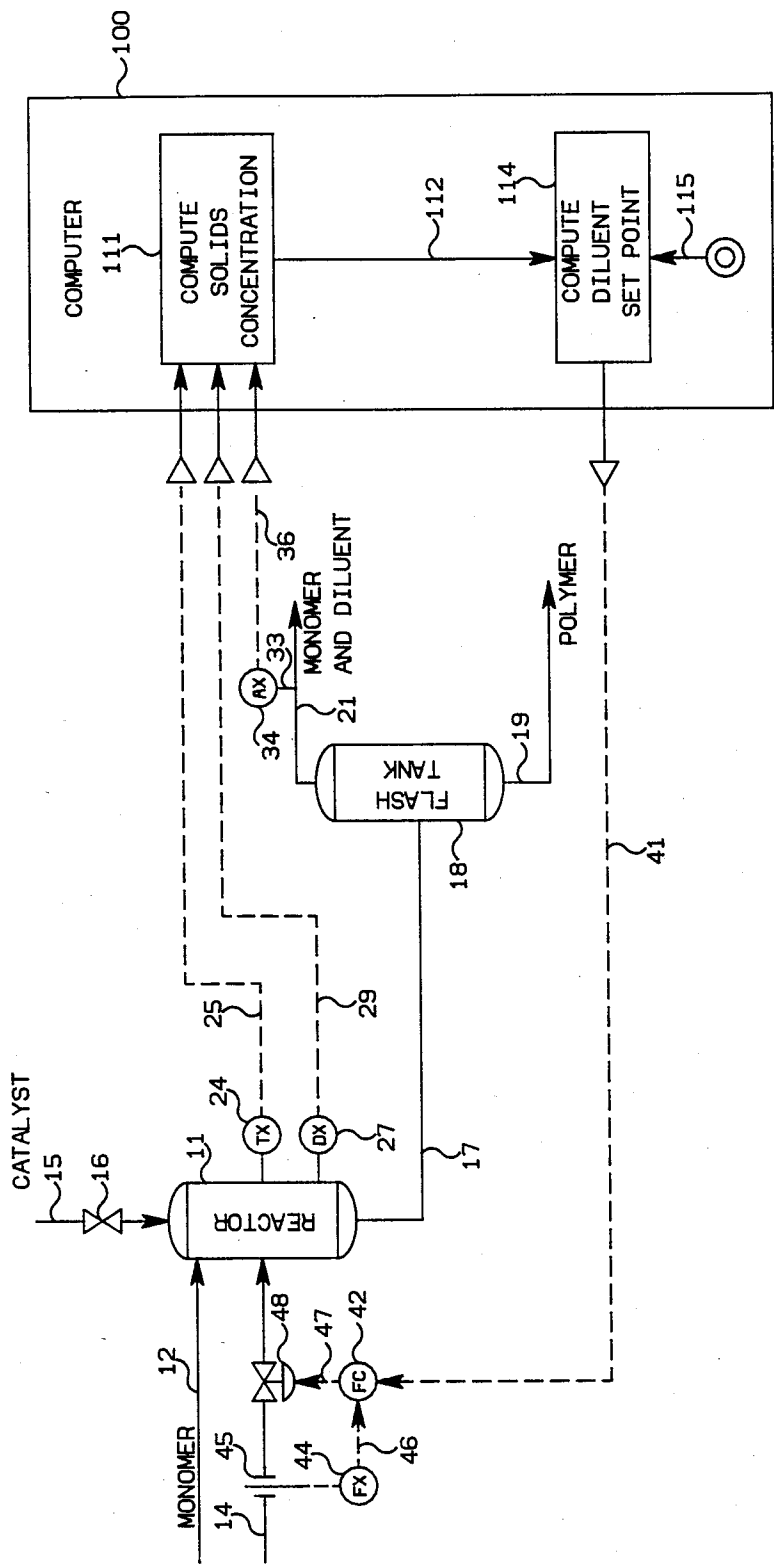 100
COMPUTER
111
COMPUTE
SOLIDS
CONCENTRATION
112
114
COMPUTE
DILUENT
SET POINT
115
36
MONOMER
AND DILUENT
33
AX
34
21
FLASH
TANK
18
19
POLYMER
41
25
29
24
TX
DX
27
17
CATALYST
15
16
11
REACTOR
MONOMER
12
14
45
44
FX
46
FC
42
47
48